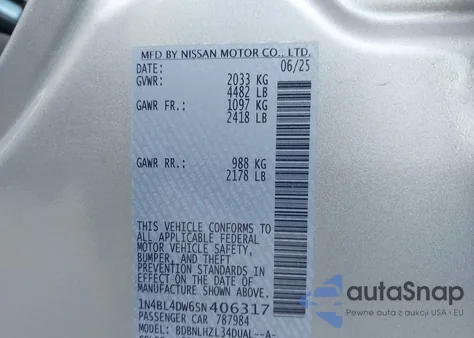 MFD BY NISSAN MOTOR CO., LTD.
DATE: 06/25
GVWR: 2033 KG
4482 LB
GAWR FR.: 1097 KG
2418 LB
GAWR RR.: 988 KG
2178 LB
THIS VEHICLE CONFORMS TO
ALL APPLICABLE FEDERAL
MOTOR VEHICLE SAFETY,
BUMPER, AND THEFT
PREVENTION STANDARDS IN
EFFECT ON THE DATE OF
MANUFACTURE SHOWN ABOVE.
1N4BL4DW6SN406317
PASSENGER CAR 787984
MODEL: BDBNLHZL34DUAL--A-
autoSnap
Pewne auta z aukcji USA